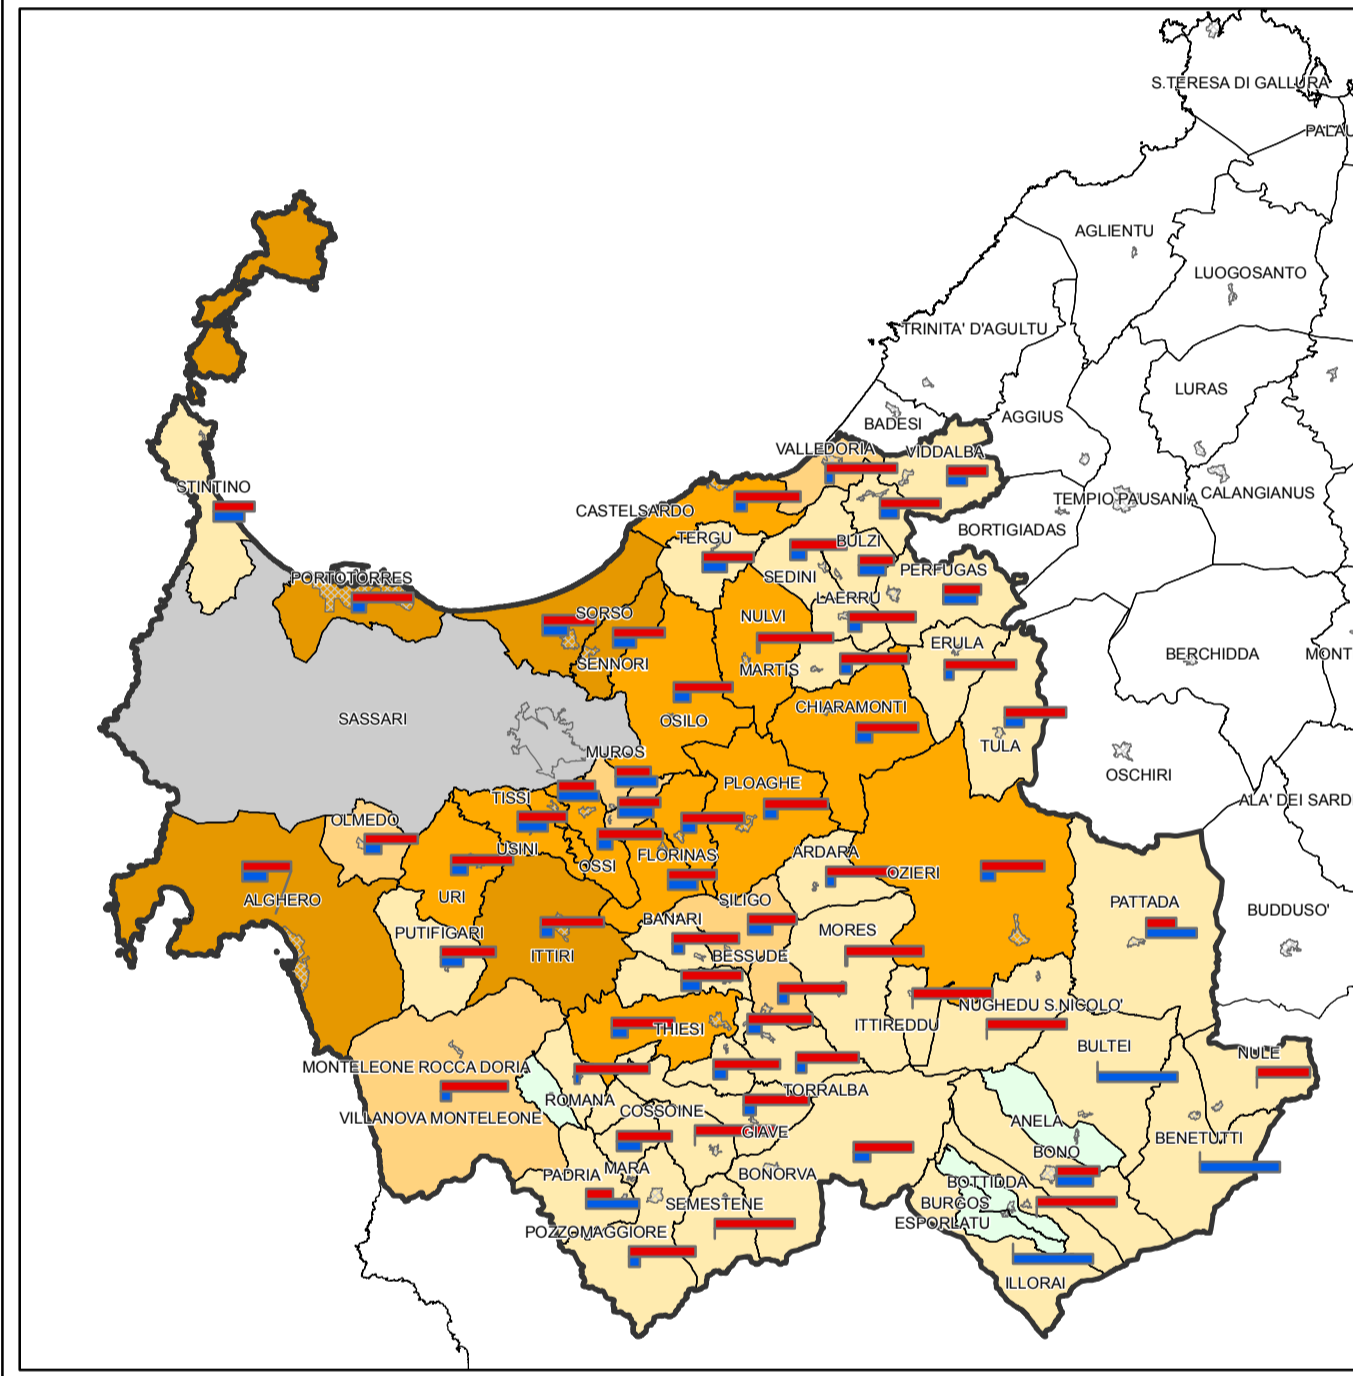 S.TERESA DI GALLURA
PALAU
AGLIENTU
LUOGOSANTO
TRINITA' D'AGULTU
LURAS
BADESI
AGGIUS
VALLEDORIA
VIDDALBA
STINTINO
TEMPIO PAUSANIA
CALANGIANUS
CASTELSARDO
BORTIGIADAS
TERGU
BULZI
SEDINI
PERFUGAS
PORTOTORRES
LAERRU
SORSO
NULVI
ERULA
BERCHIDDA
MONT
SENNORI
MARTIS
SASSARI
OSILO
CHIARAMONTI
TULA
MUROS
OSCHIRI
PLOAGHE
TISSI
ALA' DEI SARDI
OLMEDO
USINI
FLORINAS
ARDARA
OSSI
OZIERI
ALGHERO
URI
SILIGO
PATTADA
BUDDUSO'
BANARI
PUTIFIGARI
MORES
ITTIRI
BESSUDE
NUGHEDU S.NICOLO'
THIESI
ITTIREDDU
BULTEI
NULE
MONTELEONE ROCCA DORIA
TORRALBA
ROMANA
COSSOINE
VILLANOVA MONTELEONE
ANELA
GIAVE
BENETUTTI
BONO
MARA
PADRIA
BONORVA
BOTTIDDA
SEMESTENE
BURGOS
ESPORLATU
POZZOMAGGIORE
ILLORAI